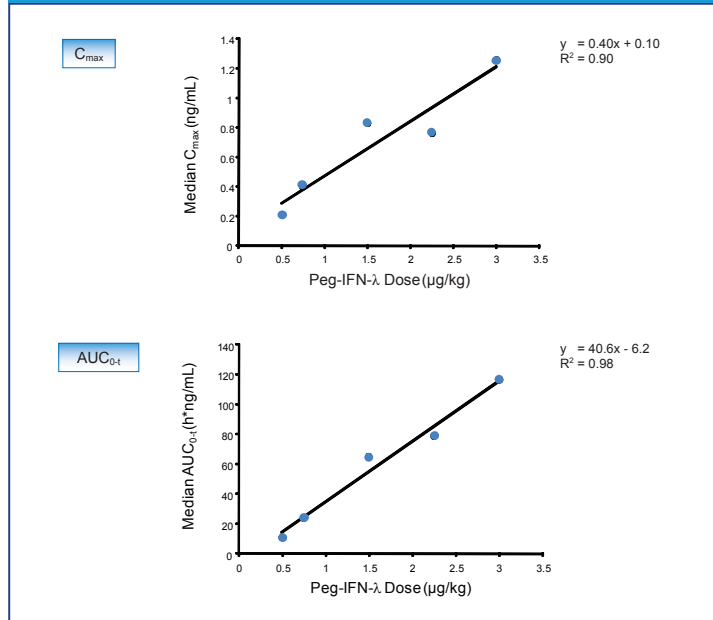 C_max
y = 0.40x + 0.10
R² = 0.90
Median C_max (ng/mL)
1.4
1.2
1
0.8
0.6
0.4
0.2
0
0 0.5 1 1.5 2 2.5 3 3.5
Peg-IFN-λ Dose (µg/kg)
AUC_0-t
y = 40.6x - 6.2
R² = 0.98
Median AUC_0-t (h*ng/mL)
140
120
100
80
60
40
20
0
0 0.5 1 1.5 2 2.5 3 3.5
Peg-IFN-λ Dose (µg/kg)